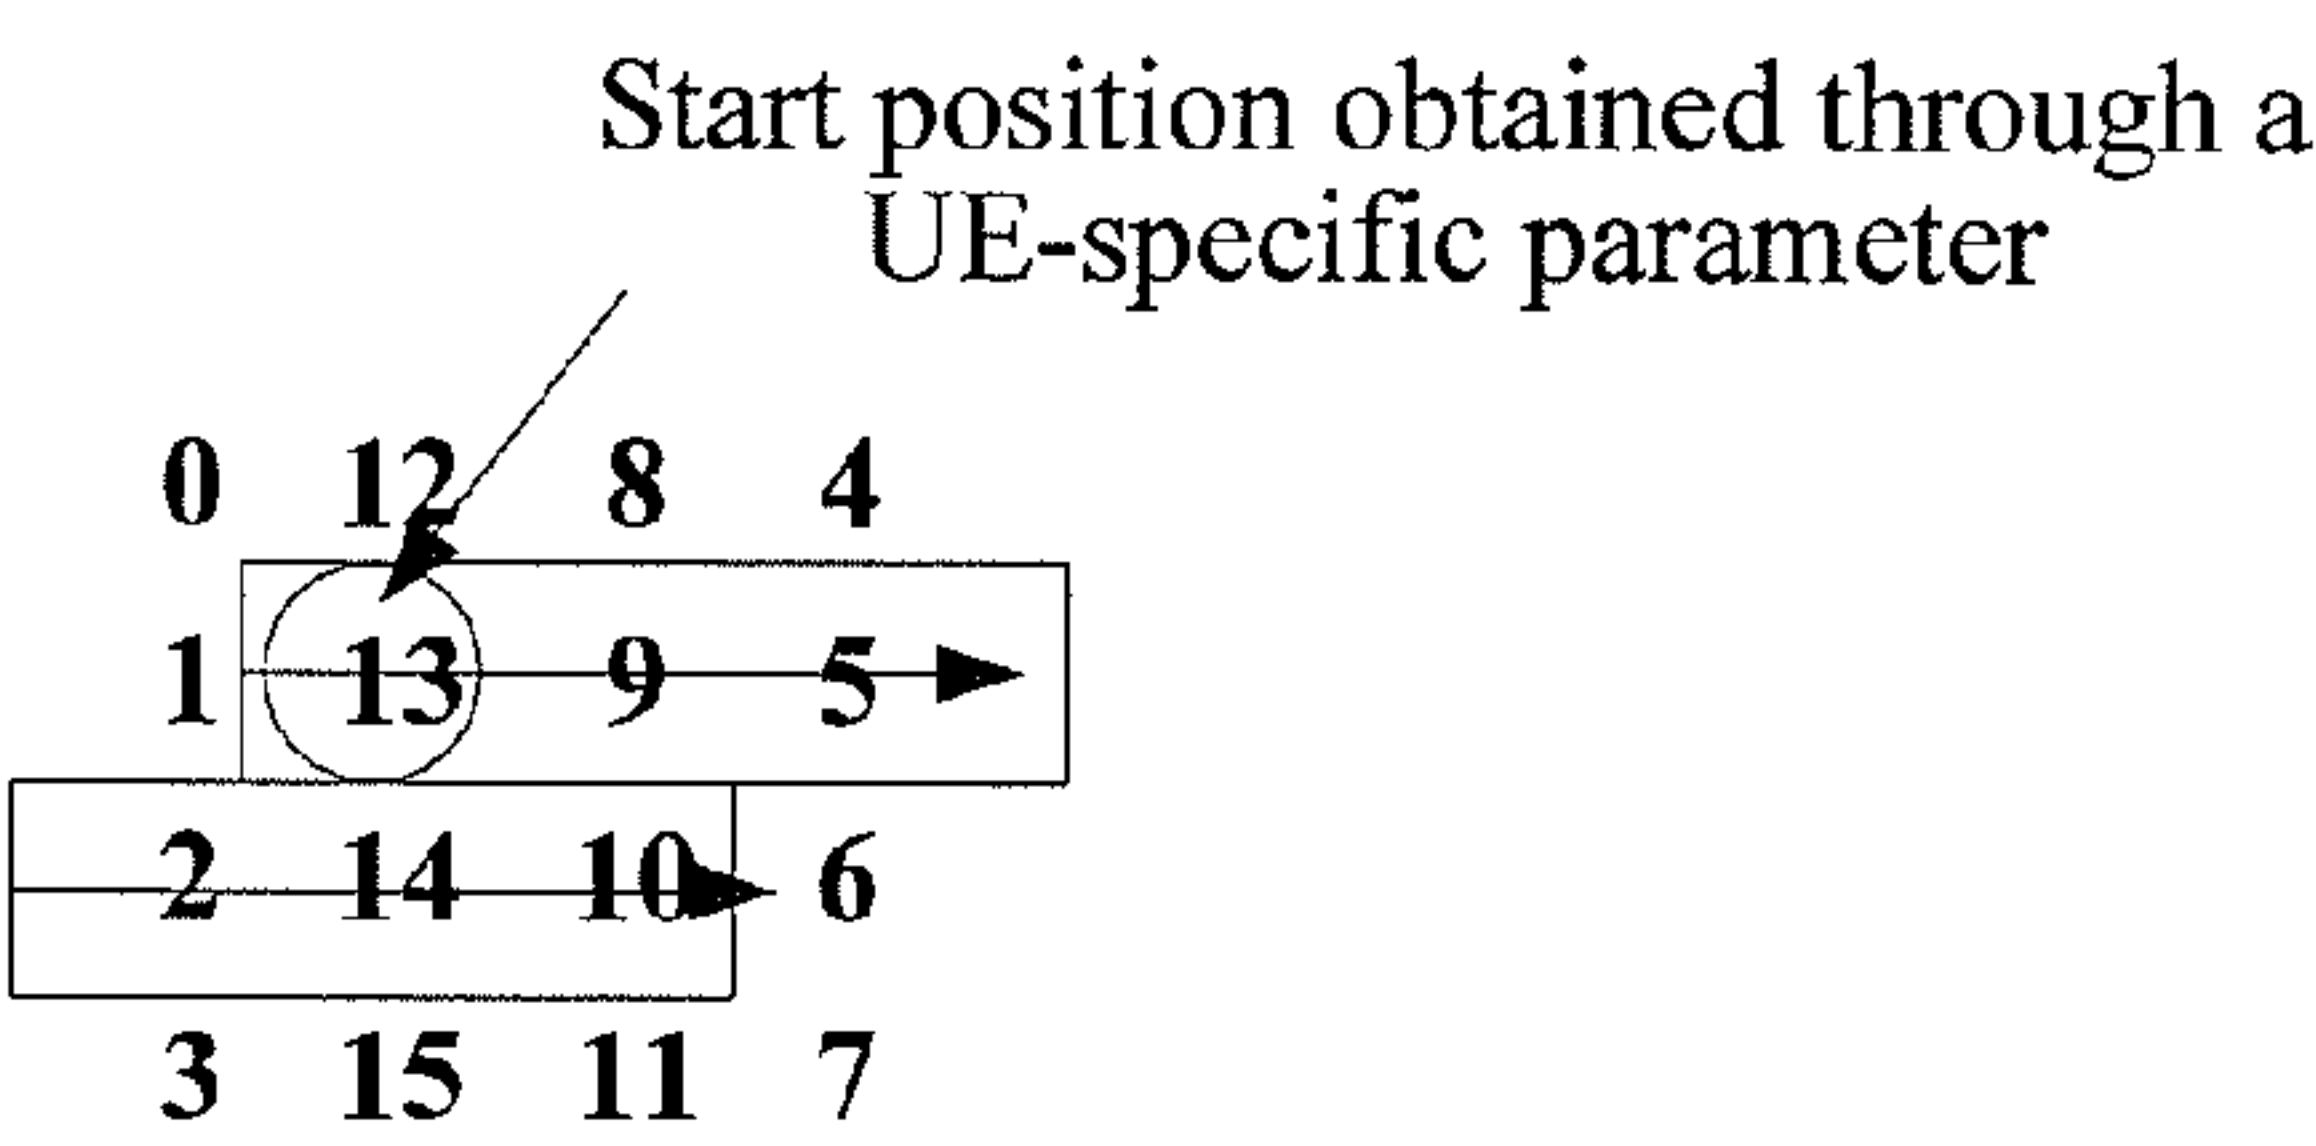 Start position obtained through a
UE-specific parameter
0 12 8 4
1 13 9 5
2 14 10 6
3 15 11 7